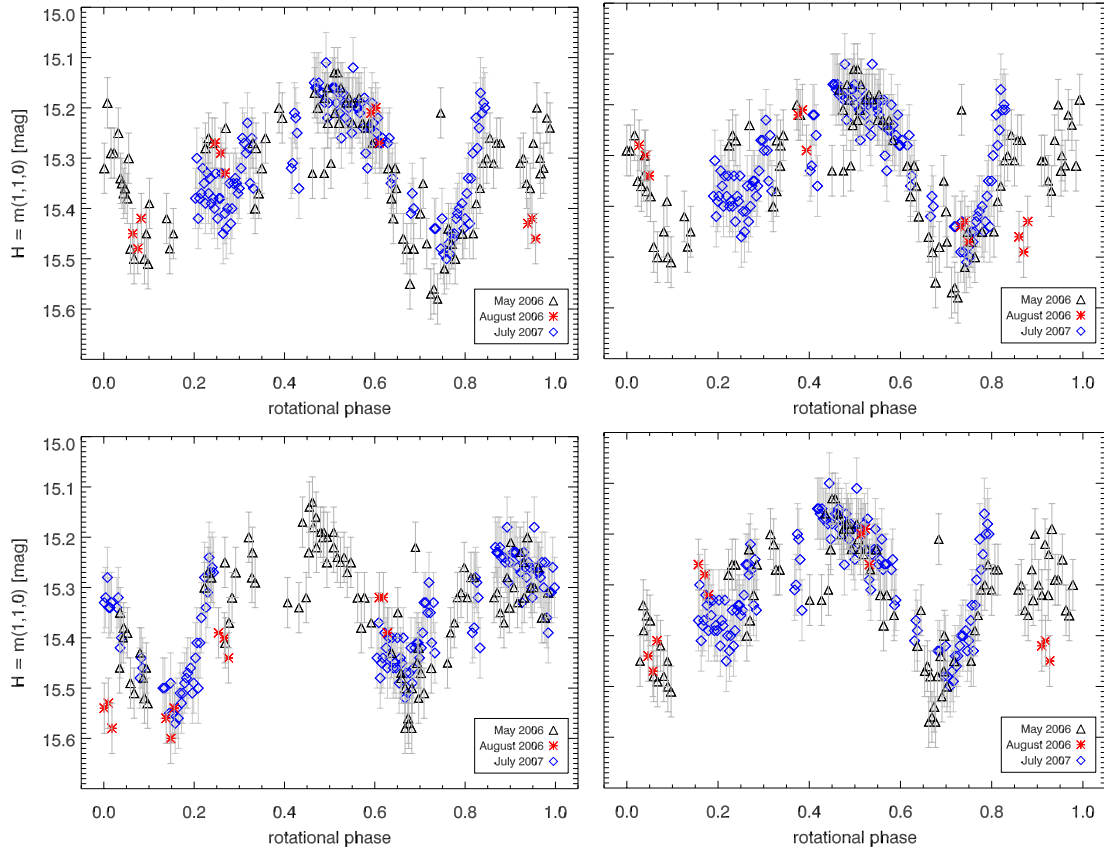 15.0
15.1
15.2
15.3
15.4
15.5
15.6
H = m(1,1,0) [mag]
0.0 0.2 0.4 0.6 0.8 1.0
rotational phase
May 2006
August 2006
July 2007
0.0 0.2 0.4 0.6 0.8 1.0
rotational phase
May 2006
August 2006
July 2007
15.0
15.1
15.2
15.3
15.4
15.5
15.6
H = m(1,1,0) [mag]
0.0 0.2 0.4 0.6 0.8 1.0
rotational phase
May 2006
August 2006
July 2007
0.0 0.2 0.4 0.6 0.8 1.0
rotational phase
May 2006
August 2006
July 2007